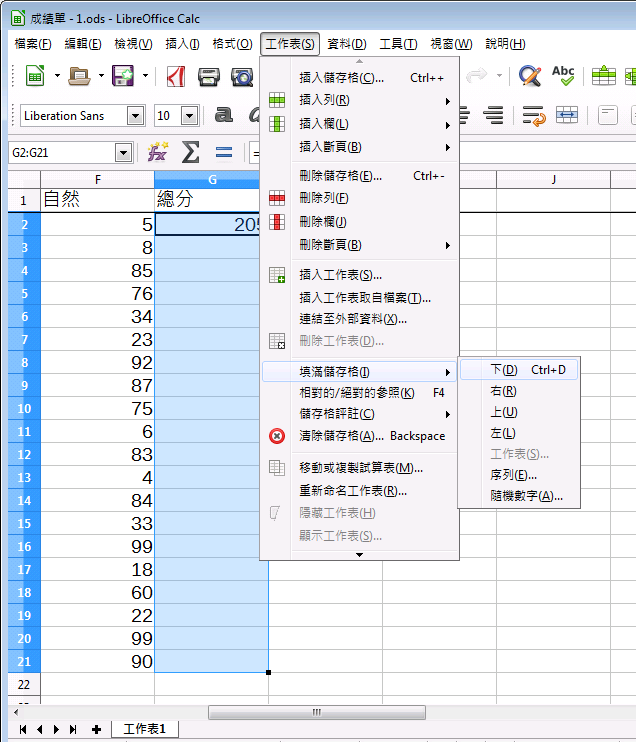 成績單 - 1.ods - LibreOffice Calc
檔案(F) 編輯(E) 檢視(V) 插入(I) 格式(O) 工作表(S) 資料(D) 工具(T) 視窗(W) 說明(H)
Abc
Liberation Sans 10 a
G2:G21 fx Σ = =
F G J
1 自然 總分
2 5 205
3 8
4 85
5 76
6 34
7 23
8 92
9 87
10 75
11 6
12 83
13 4
14 84
15 33
16 99
17 18
18 60
19 22
20 99
21 90
22
插入儲存格(C)... Ctrl++
插入列(R)
插入欄(L)
插入斷頁(B)
刪除儲存格(E)... Ctrl+-
刪除列(F)
刪除欄(J)
刪除斷頁(B)
插入工作表(S)...
插入工作表取自檔案(T)...
連結至外部資料(X)...
刪除工作表(D)...
填滿儲存格(I)
相對的/絕對的參照(K) F4
儲存格評註(C)
清除儲存格(A)... Backspace
移動或複製試算表(M)...
重新命名工作表(R)...
隱藏工作表(H)
顯示工作表(S)...
下(D) Ctrl+D
右(R)
上(U)
左(L)
工作表(S)...
序列(E)...
隨機數字(A)...
工作表1